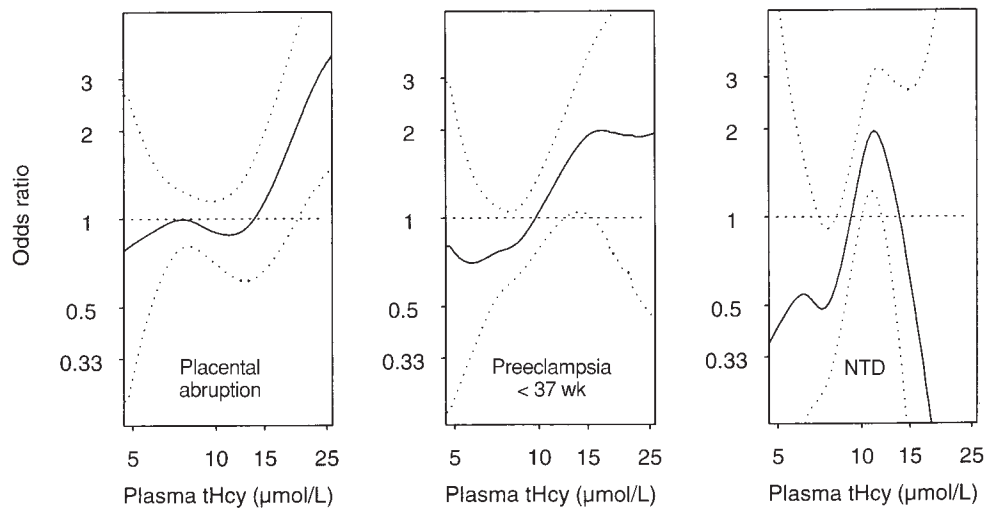 Odds ratio
3
2
1
0.5
0.33
Placental
abruption
5 10 15 25
Plasma tHcy (µmol/L)
3
2
1
0.5
0.33
Preeclampsia
< 37 wk
5 10 15 25
Plasma tHcy (µmol/L)
3
2
1
0.5
0.33
NTD
5 10 15 25
Plasma tHcy (µmol/L)